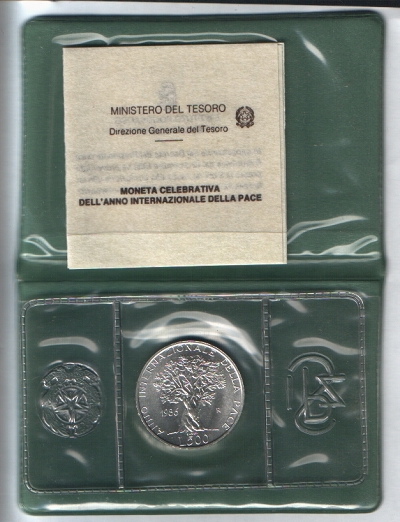 MINISTERO DEL TESORO
Direzione Generale del Tesoro
MONETA CELEBRATIVA
DELL'ANNO INTERNAZIONALE DELLA PACE
ANNO INTERNAZIONALE DELLA PACE
1986 R
L.500